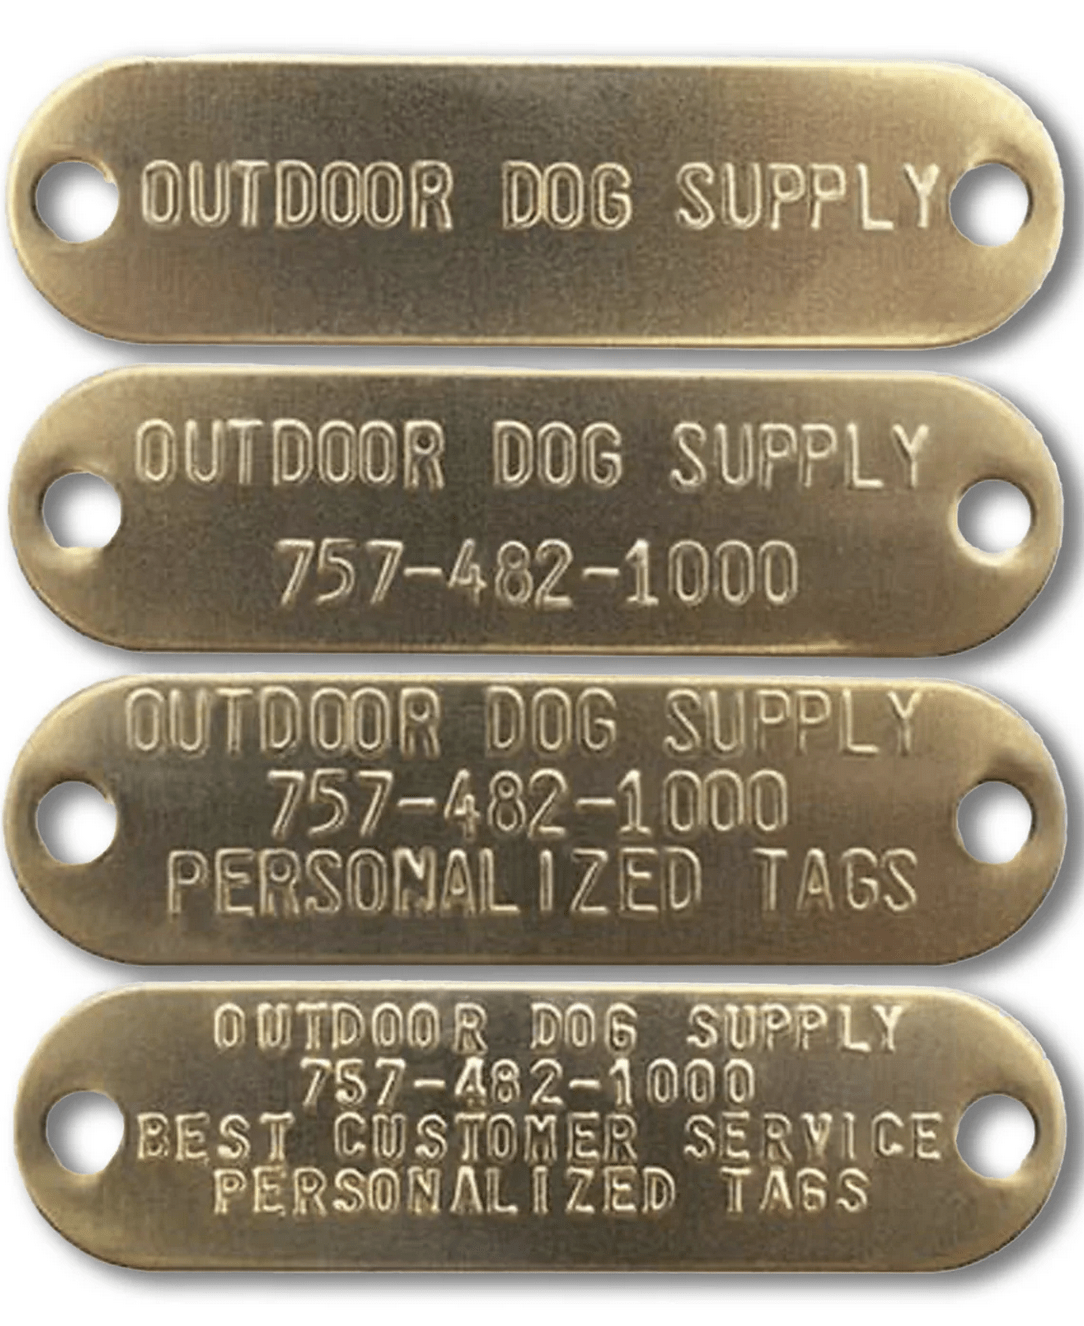 OUTDOOR DOG SUPPLY
OUTDOOR DOG SUPPLY
757-482-1000
OUTDOOR DOG SUPPLY
757-482-1000
PERSONALIZED TAGS
OUTDOOR DOG SUPPLY
757-482-1000
BEST CUSTOMER SERVICE
PERSONALIZED TAGS